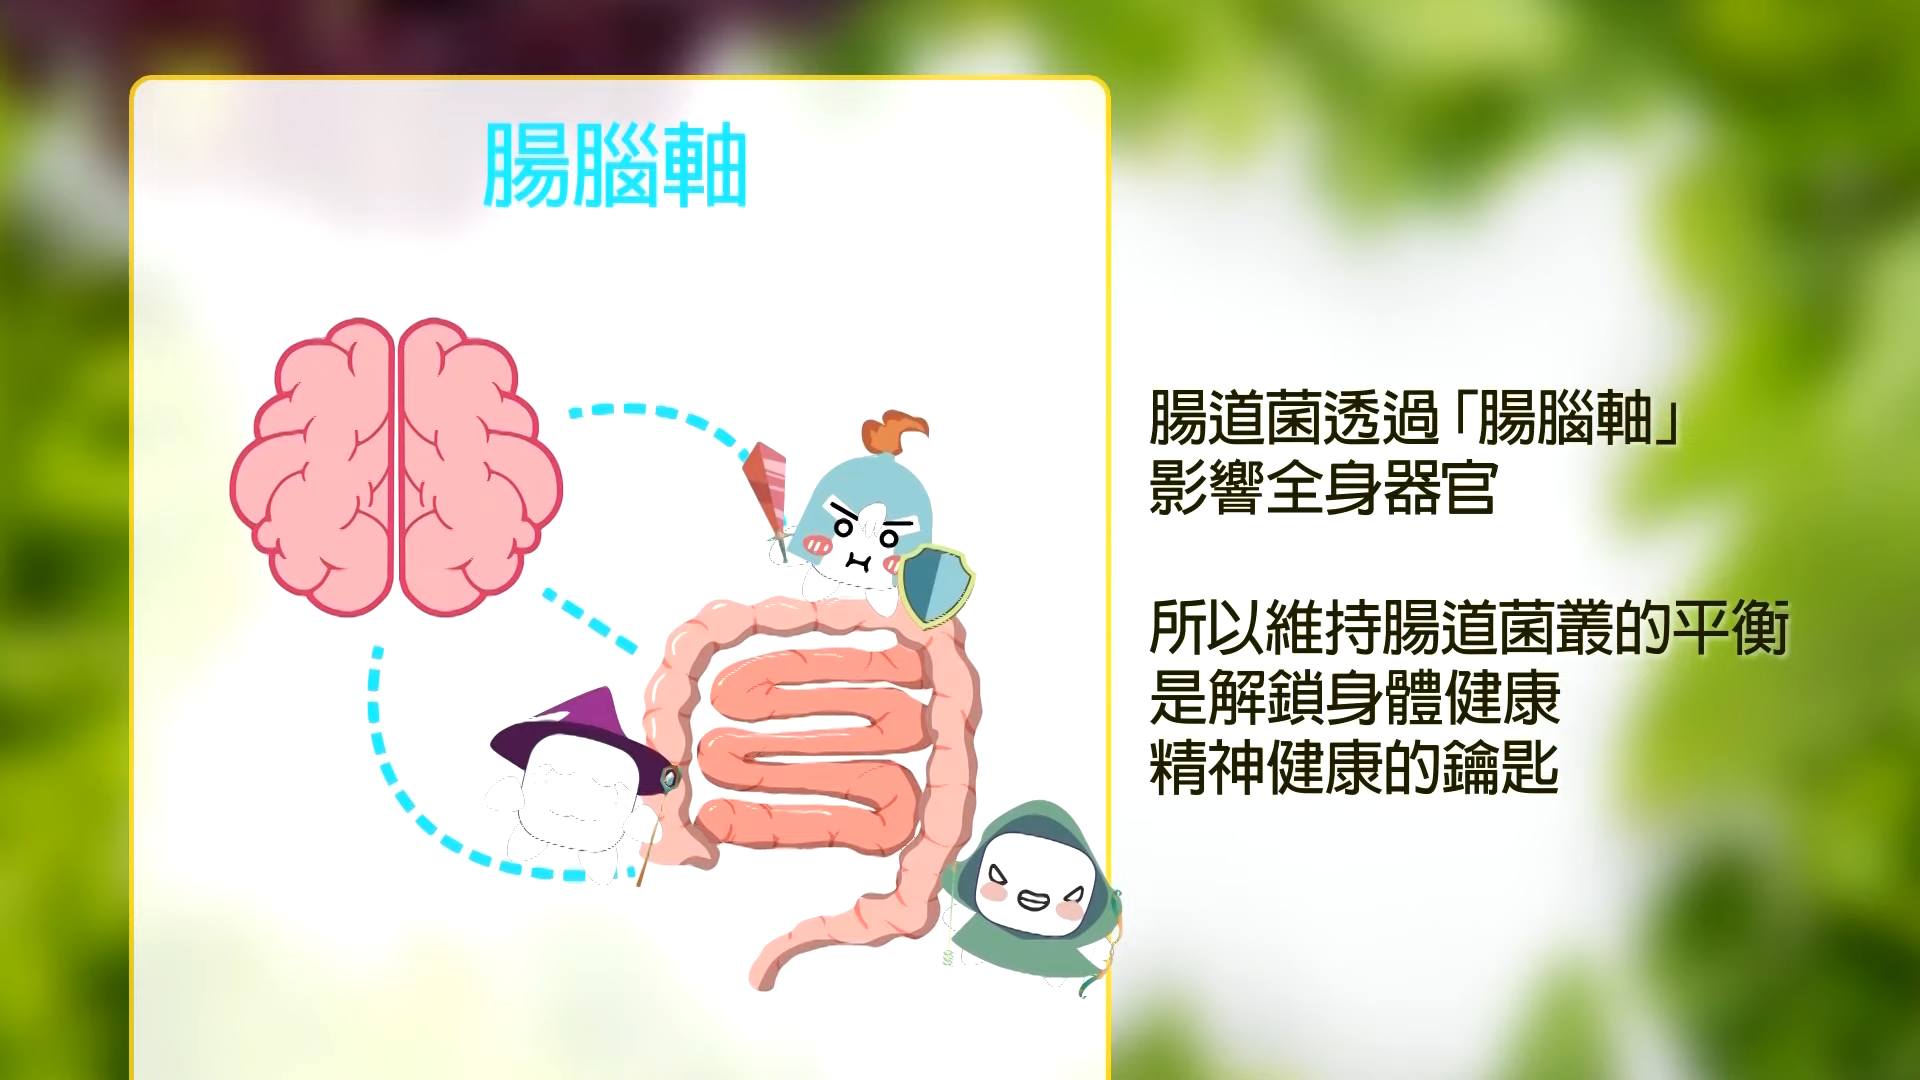 腸腦軸
腸道菌透過「腸腦軸」
影響全身器官
所以維持腸道菌叢的平衡
是解鎖身體健康
精神健康的鑰匙